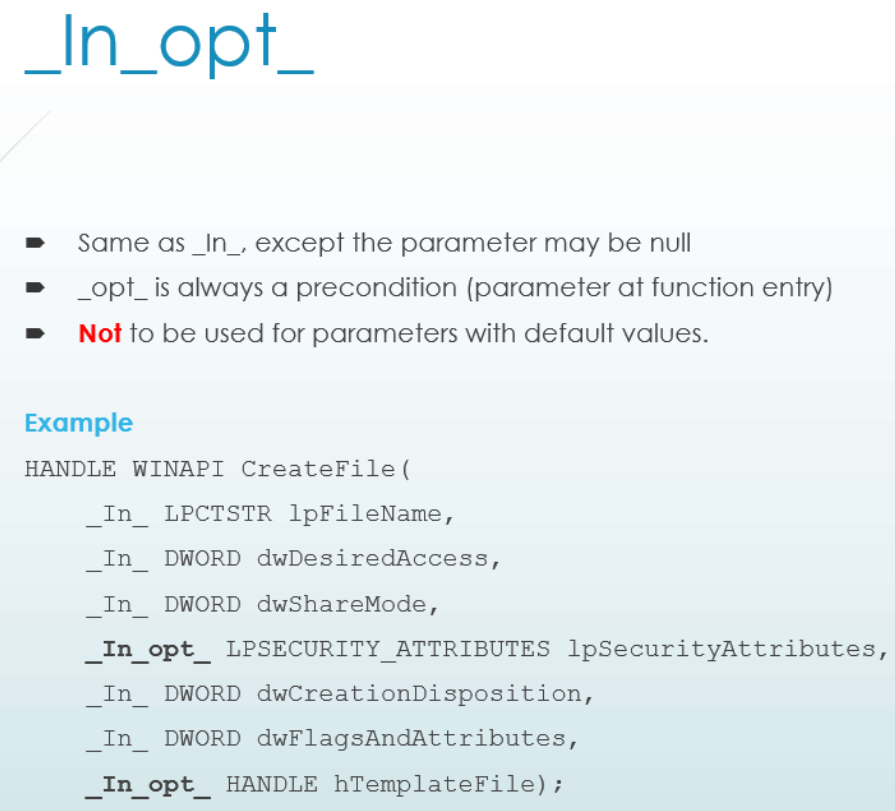 _In_opt_
Same as _In_, except the parameter may be null
_opt_ is always a precondition (parameter at function entry)
Not to be used for parameters with default values.
Example
HANDLE WINAPI CreateFile(
_In_ LPCTSTR lpFileName,
_In_ DWORD dwDesiredAccess,
_In_ DWORD dwShareMode,
_In_opt_ LPSECURITY_ATTRIBUTES lpSecurityAttributes,
_In_ DWORD dwCreationDisposition,
_In_ DWORD dwFlagsAndAttributes,
_In_opt_ HANDLE hTemplateFile);